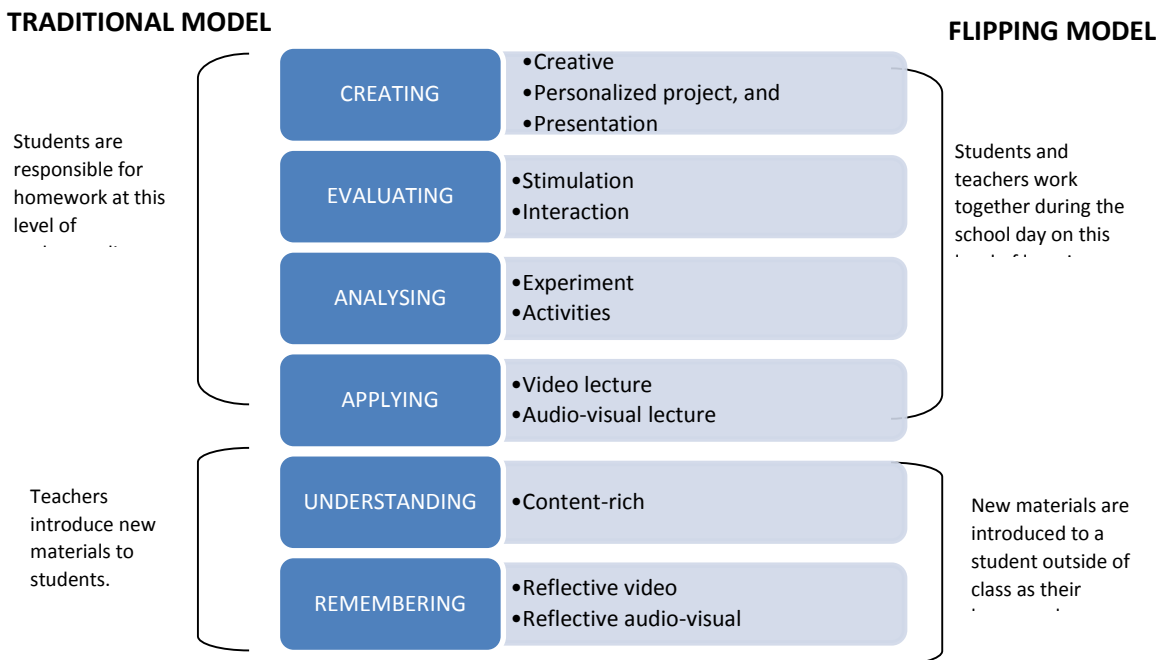 TRADITIONAL MODEL
FLIPPING MODEL
Students are
responsible for
homework at this
level of
CREATING
•Creative
•Personalized project, and
•Presentation
EVALUATING
•Stimulation
•Interaction
ANALYSING
•Experiment
•Activities
APPLYING
•Video lecture
•Audio-visual lecture
Students and
teachers work
together during the
school day on this
Teachers
introduce new
materials to
students.
UNDERSTANDING
•Content-rich
REMEMBERING
•Reflective video
•Reflective audio-visual
New materials are
introduced to a
student outside of
class as their